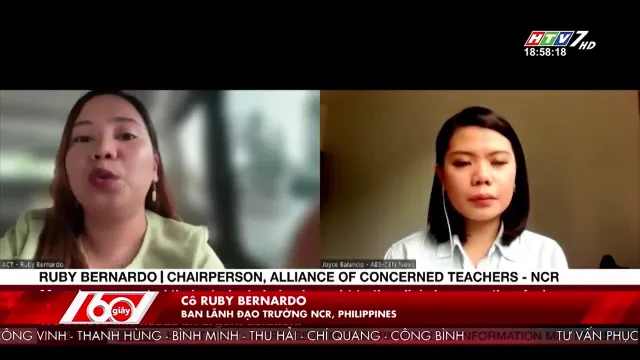 HTV7HD
18:58:18
ACT - Ruby Bernardo
Joyce Balancio - ABS-CBN News
RUBY BERNARDO | CHAIRPERSON, ALLIANCE OF CONCERNED TEACHERS - NCR
60 giây
Cô RUBY BERNARDO
BAN LÃNH ĐẠO TRƯỜNG NCR, PHILIPPINES
INFORMATION
CÔNG VINH - THANH HÙNG - BÌNH MINH - THU HẢI - CHÍ QUANG - CÔNG BÌNH TƯ VẤN PHỤC